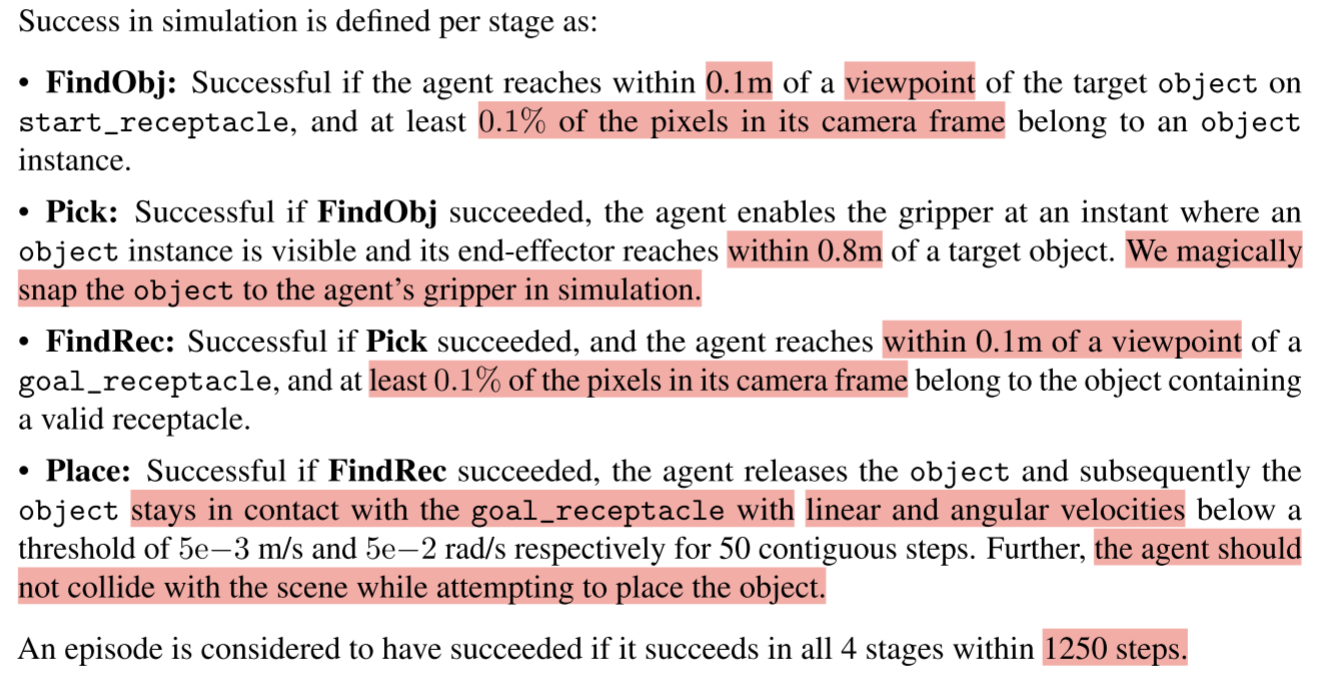 Success in simulation is defined per stage as:
• FindObj: Successful if the agent reaches within 0.1m of a viewpoint of the target object on
start_receptacle, and at least 0.1% of the pixels in its camera frame belong to an object
instance.
• Pick: Successful if FindObj succeeded, the agent enables the gripper at an instant where an
object instance is visible and its end-effector reaches within 0.8m of a target object. We magically
snap the object to the agent's gripper in simulation.
• FindRec: Successful if Pick succeeded, and the agent reaches within 0.1m of a viewpoint of a
goal_receptacle, and at least 0.1% of the pixels in its camera frame belong to the object containing
a valid receptacle.
• Place: Successful if FindRec succeeded, the agent releases the object and subsequently the
object stays in contact with the goal_receptacle with linear and angular velocities below a
threshold of 5e−3 m/s and 5e−2 rad/s respectively for 50 contiguous steps. Further, the agent should
not collide with the scene while attempting to place the object.
An episode is considered to have succeeded if it succeeds in all 4 stages within 1250 steps.